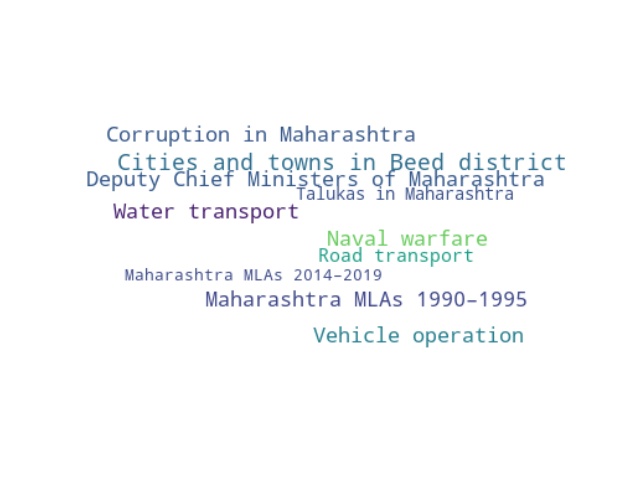 Corruption in Maharashtra
Cities and towns in Beed district
Deputy Chief Ministers of Maharashtra
Talukas in Maharashtra
Water transport
Naval warfare
Road transport
Maharashtra MLAs 2014–2019
Maharashtra MLAs 1990–1995
Vehicle operation